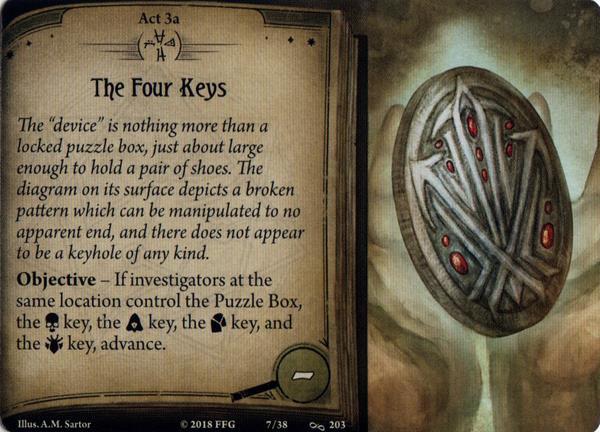 Act 3a
The Four Keys
The “device” is nothing more than a
locked puzzle box, just about large
enough to hold a pair of shoes. The
diagram on its surface depicts a broken
pattern which can be manipulated to no
apparent end, and there does not appear
to be a keyhole of any kind.
Objective – If investigators at the
same location control the Puzzle Box,
the key, the key, the key, and
the key, advance.
–
Illus. A.M. Sartor © 2018 FFG 7/38 203